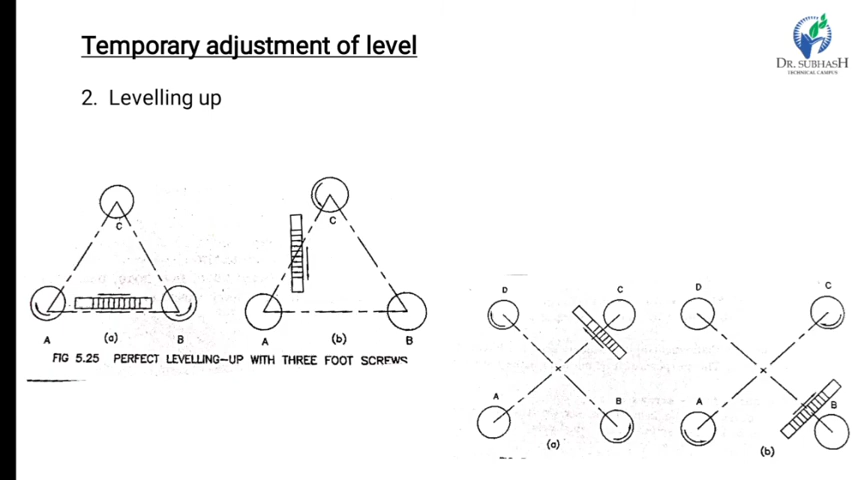 Temporary adjustment of level
DR. SUBHASH
TECHNICAL CAMPUS
2. Levelling up
C
A
(a)
B
C
A
(b)
B
FIG 5.25 PERFECT LEVELLING-UP WITH THREE FOOT SCREWS
D
C
A
B
(a)
D
C
A
B
(b)